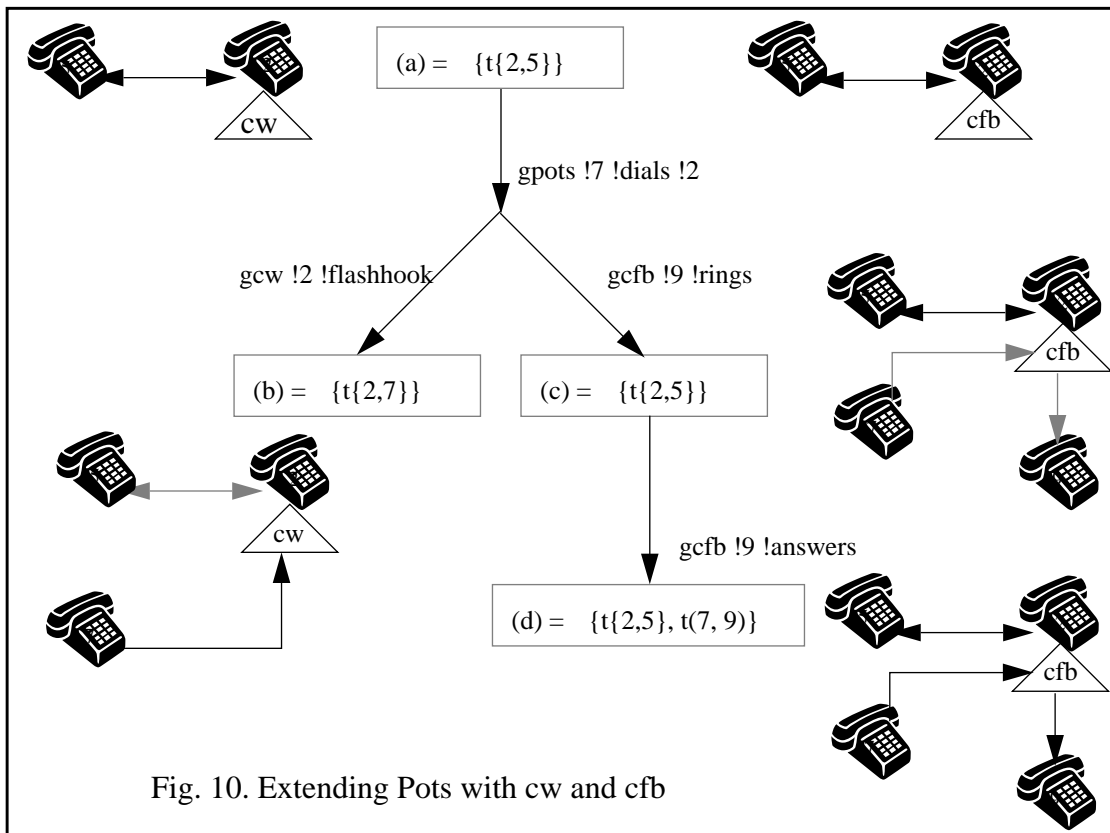 (a) = {t{2,5}}
cw
cfb
gpots !7 !dials !2
gcw !2 !flashhook
gcfb !9 !rings
cfb
(b) = {t{2,7}}
(c) = {t{2,5}}
cw
gcfb !9 !answers
(d) = {t{2,5}, t(7, 9)}
cfb
Fig. 10. Extending Pots with cw and cfb